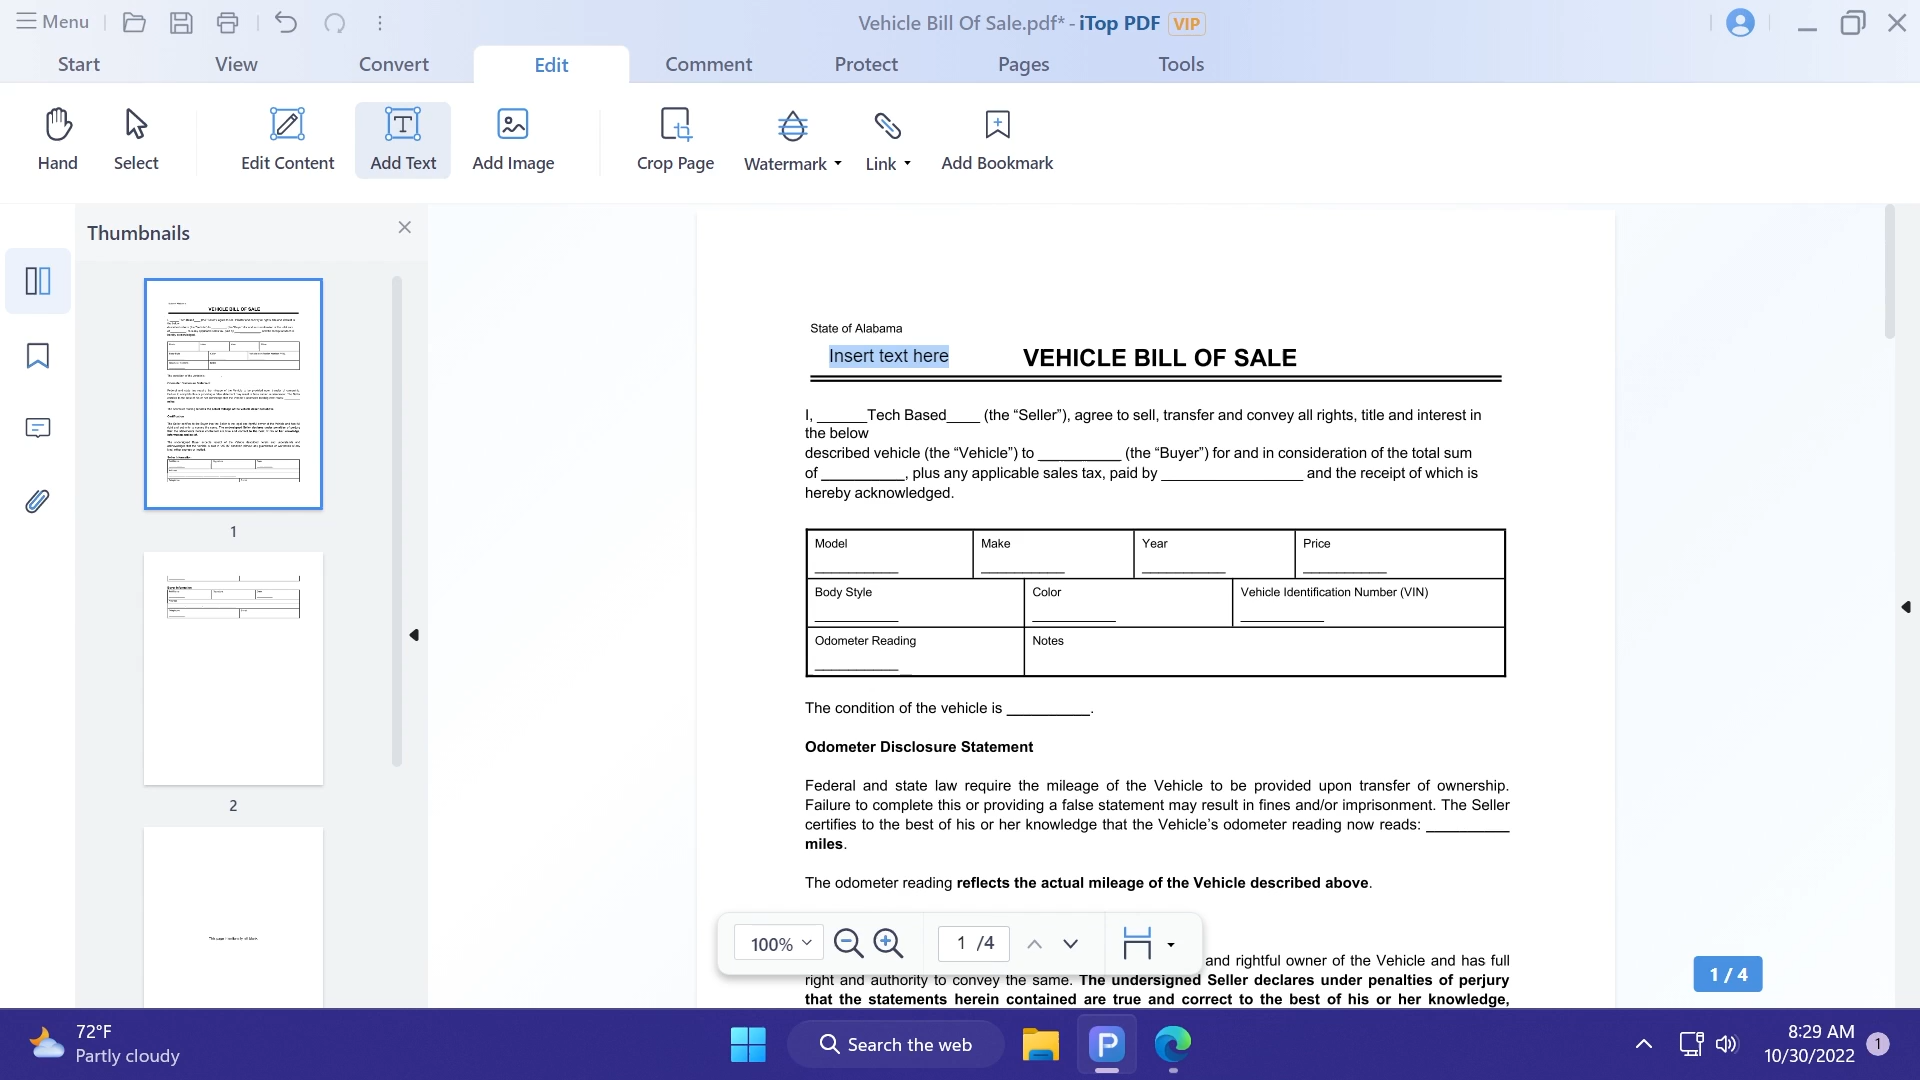 Menu
Vehicle Bill Of Sale.pdf* - iTop PDF VIP
Start View Convert Edit Comment Protect Pages Tools
Hand Select Edit Content Add Text Add Image Crop Page Watermark Link Add Bookmark
Thumbnails
VEHICLE BILL OF SALE
1
2
State of Alabama
Insert text here VEHICLE BILL OF SALE
I, ______Tech Based____ (the “Seller”), agree to sell, transfer and convey all rights, title and interest in
the below
described vehicle (the “Vehicle”) to __________ (the “Buyer”) for and in consideration of the total sum
of __________, plus any applicable sales tax, paid by _________________ and the receipt of which is
hereby acknowledged.
Model Make Year Price
__________ __________ __________ __________
Body Style Color Vehicle Identification Number (VIN)
__________ __________ __________
Odometer Reading Notes
__________
The condition of the vehicle is __________.
Odometer Disclosure Statement
Federal and state law require the mileage of the Vehicle to be provided upon transfer of ownership.
Failure to complete this or providing a false statement may result in fines and/or imprisonment. The Seller
certifies to the best of his or her knowledge that the Vehicle’s odometer reading now reads: __________
miles.
The odometer reading reflects the actual mileage of the Vehicle described above.
and rightful owner of the Vehicle and has full
right and authority to convey the same. The undersigned Seller declares under penalties of perjury
that the statements herein contained are true and correct to the best of his or her knowledge,
100% 1 /4
1 / 4
72°F
Partly cloudy
Search the web
8:29 AM
10/30/2022 1